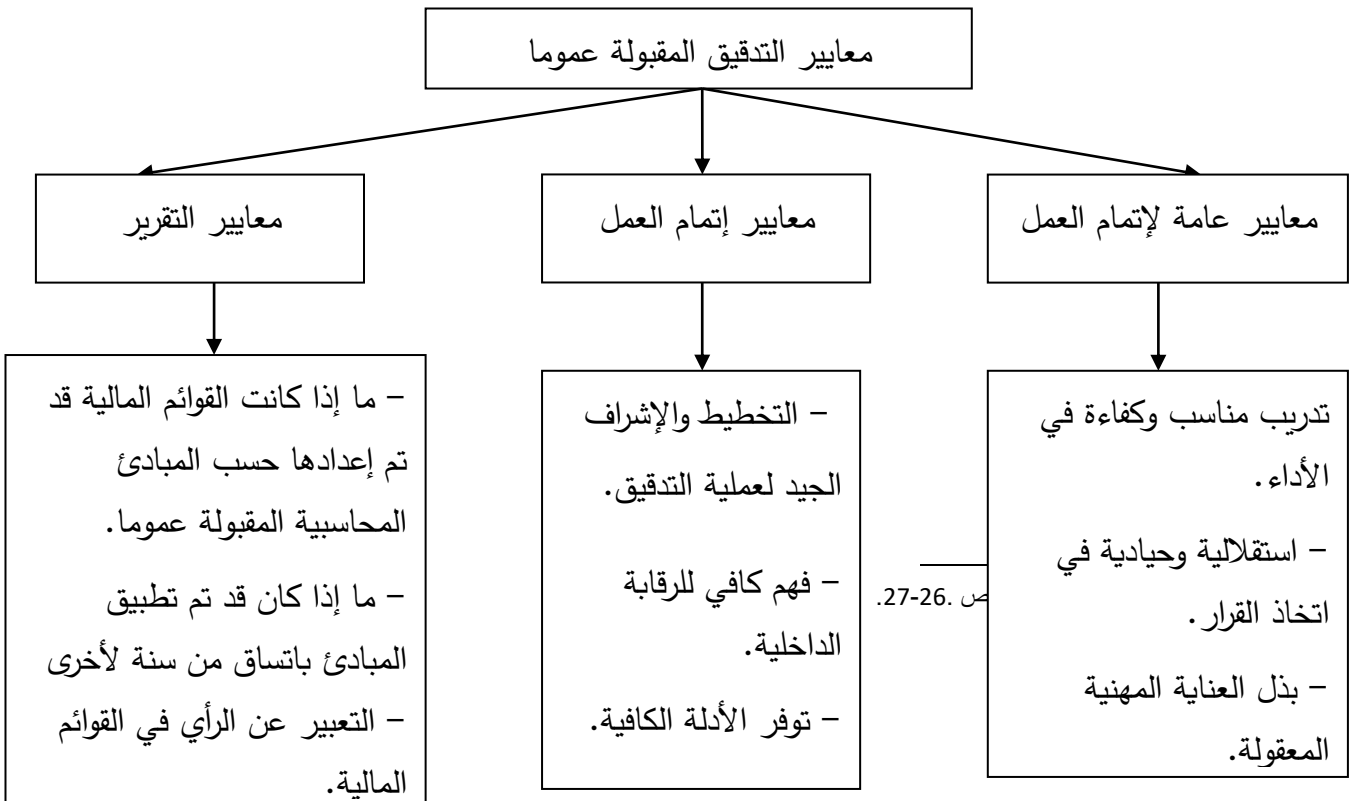 معايير التدقيق المقبولة عموما
معايير عامة لإتمام العمل
معايير إتمام العمل
معايير التقرير
تدريب مناسب وكفاءة في
الأداء.
– استقلالية وحيادية في
اتخاذ القرار.
– بذل العناية المهنية
المعقولة.
– التخطيط والإشراف
الجيد لعملية التدقيق.
– فهم كافي للرقابة
الداخلية.
– توفر الأدلة الكافية.
– ما إذا كانت القوائم المالية قد
تم إعدادها حسب المبادئ
المحاسبية المقبولة عموما.
– ما إذا كان قد تم تطبيق
المبادئ باتساق من سنة لأخرى
– التعبير عن الرأي في القوائم
المالية.
ص .26-27.